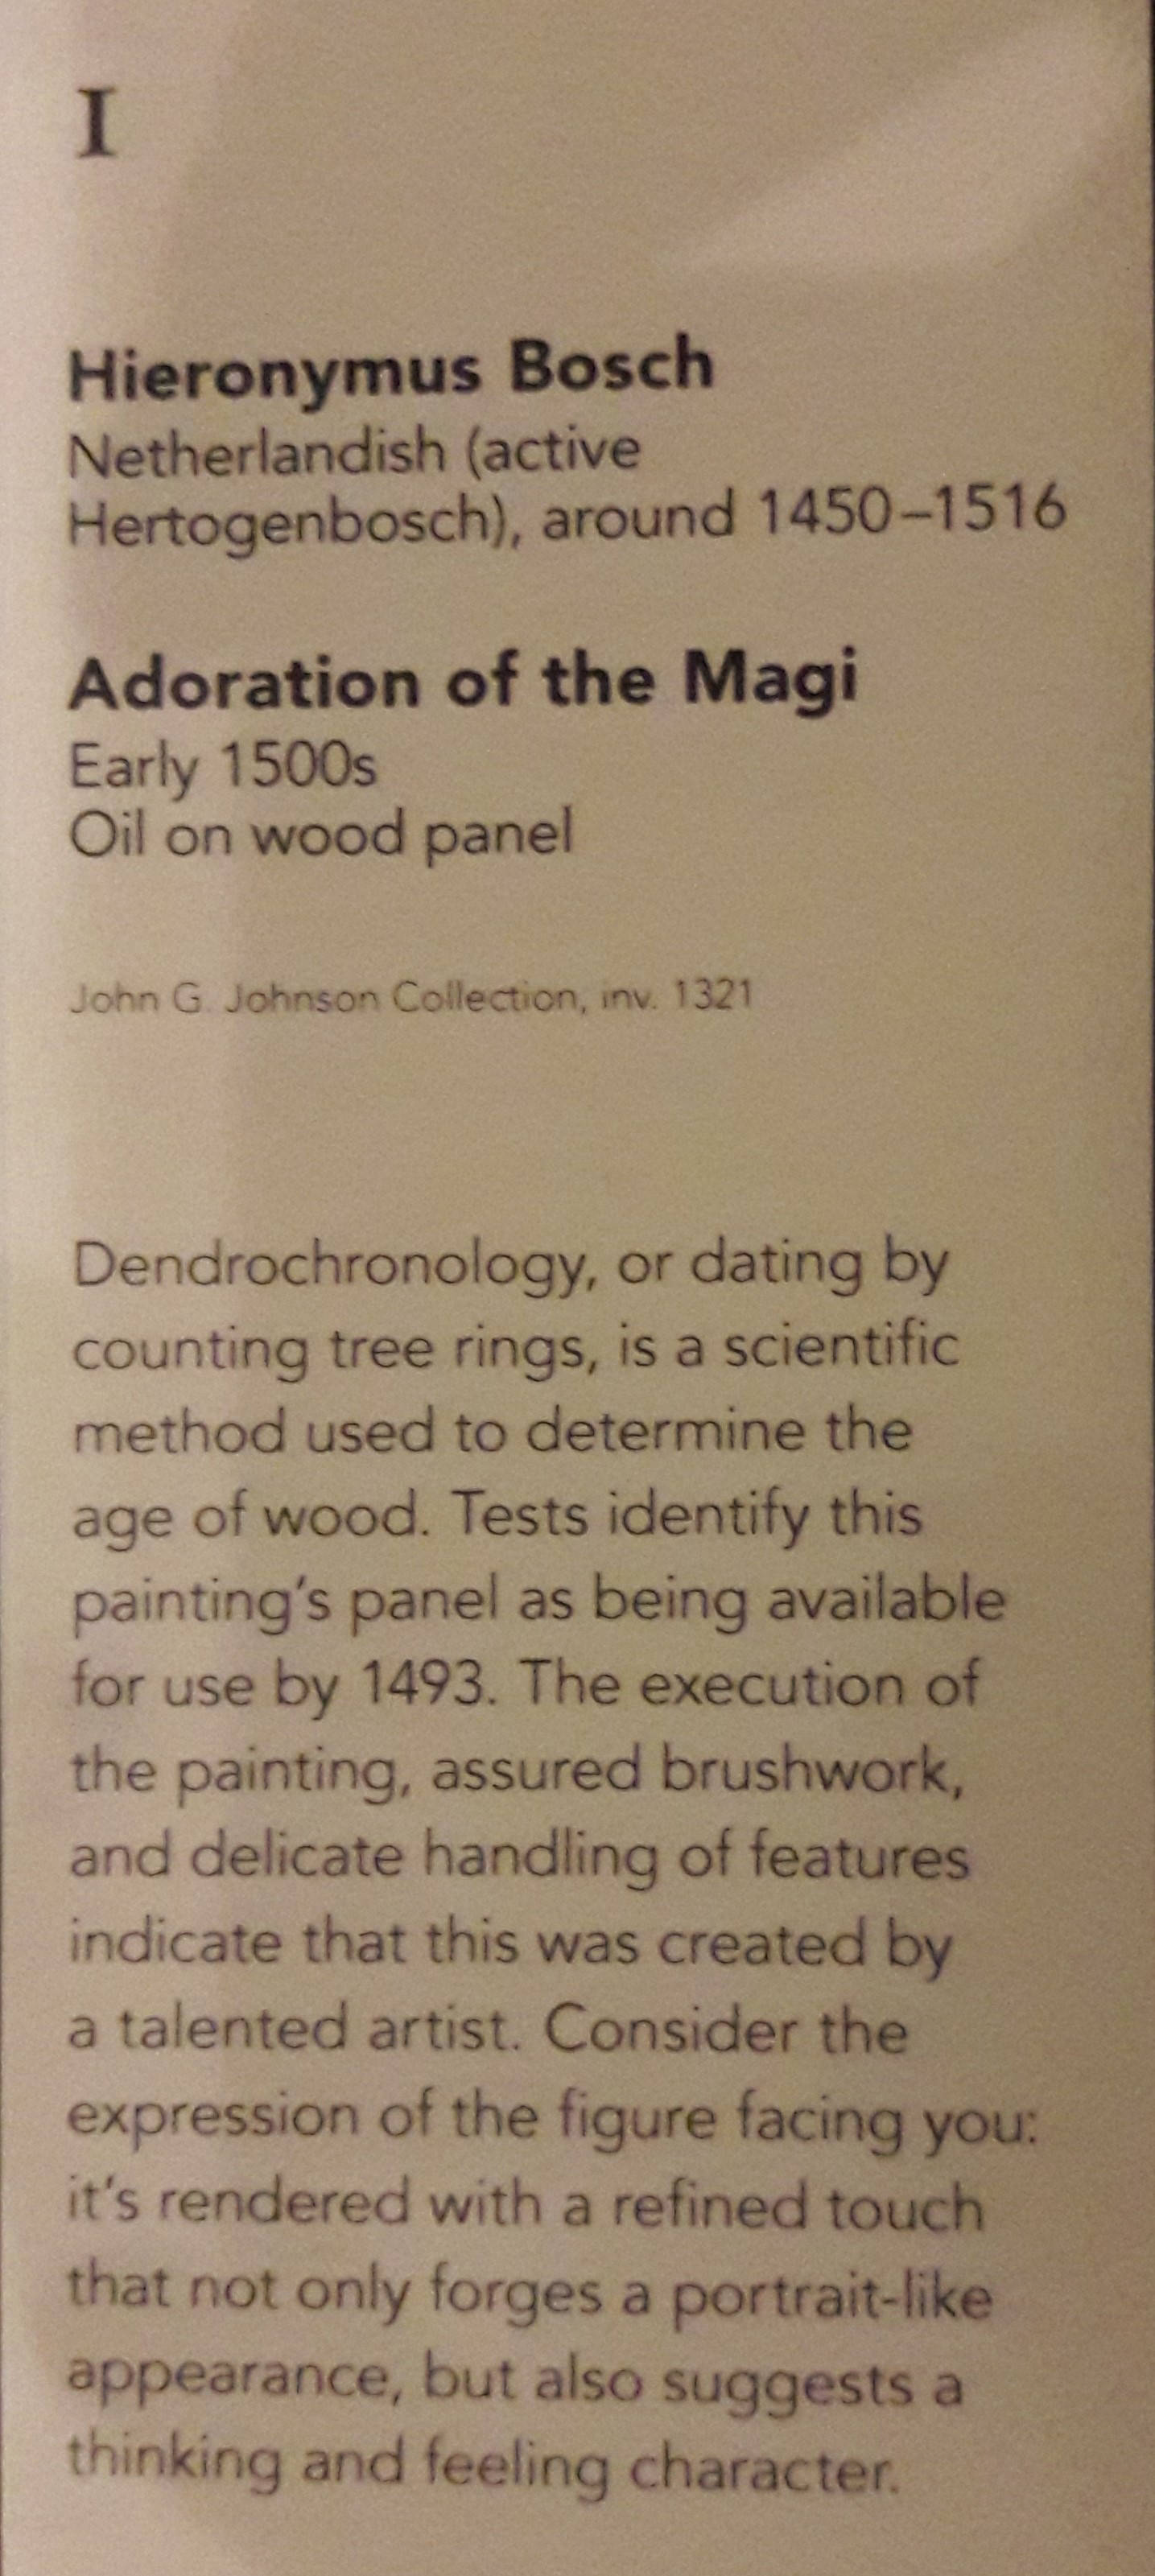 I
Hieronymus Bosch
Netherlandish (active
Hertogenbosch), around 1450–1516
Adoration of the Magi
Early 1500s
Oil on wood panel
John G. Johnson Collection, inv. 1321
Dendrochronology, or dating by
counting tree rings, is a scientific
method used to determine the
age of wood. Tests identify this
painting's panel as being available
for use by 1493. The execution of
the painting, assured brushwork,
and delicate handling of features
indicate that this was created by
a talented artist. Consider the
expression of the figure facing you:
it's rendered with a refined touch
that not only forges a portrait-like
appearance, but also suggests a
thinking and feeling character.